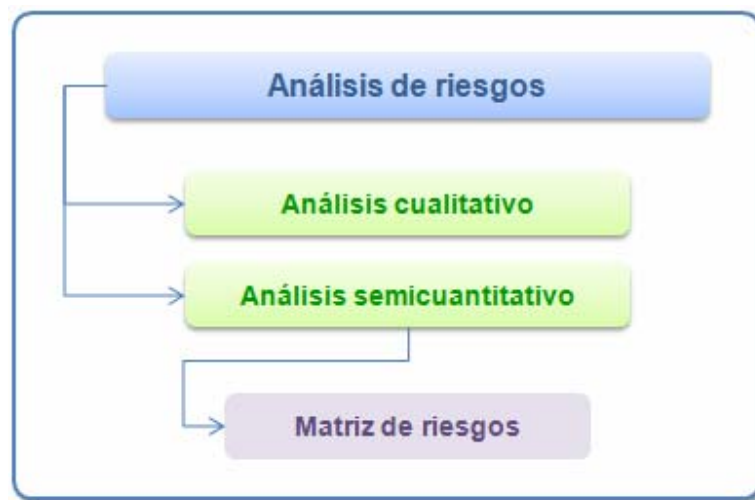 Análisis de riesgos
Análisis cualitativo
Análisis semicuantitativo
Matriz de riesgos